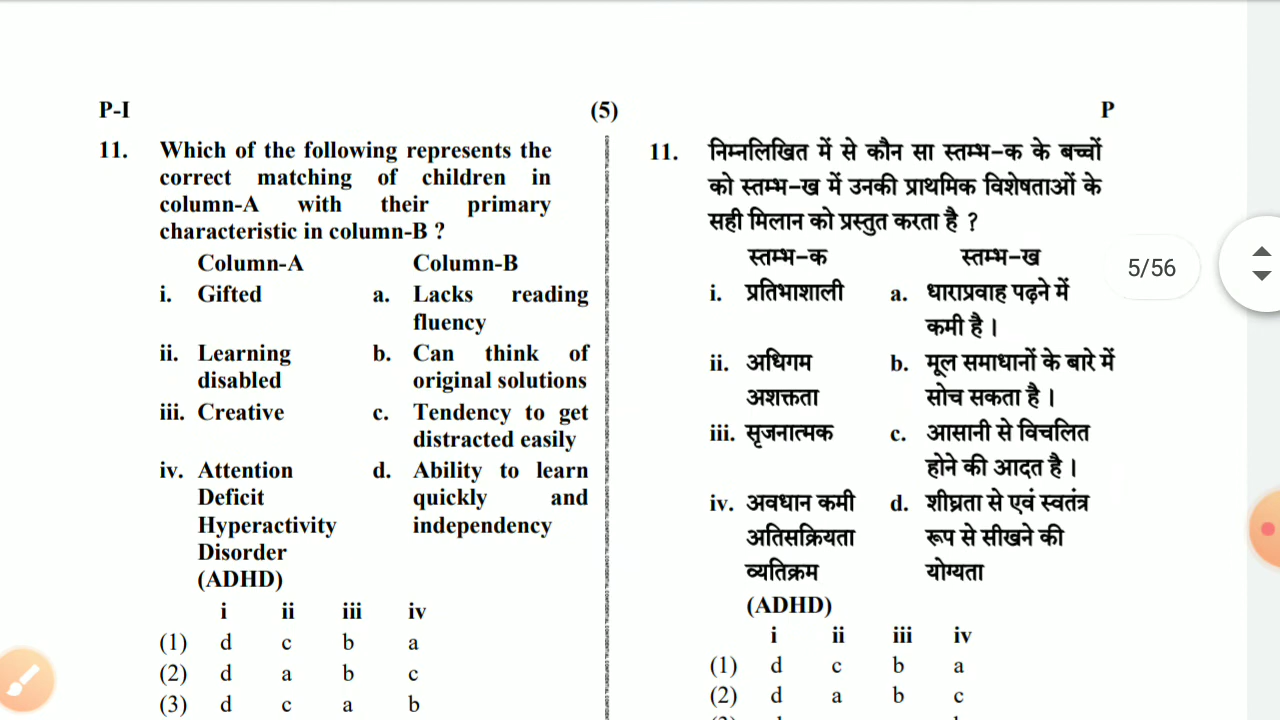 P-I (5) P
11. Which of the following represents the
correct matching of children in
column-A with their primary
characteristic in column-B ?
Column-A Column-B
i. Gifted a. Lacks reading
fluency
ii. Learning b. Can think of
disabled original solutions
iii. Creative c. Tendency to get
distracted easily
iv. Attention d. Ability to learn
Deficit quickly and
Hyperactivity independency
Disorder
(ADHD)
i ii iii iv
(1) d c b a
(2) d a b c
(3) d c a b
11. निम्नलिखित में से कौन सा स्तम्भ-क के बच्चों
को स्तम्भ-ख में उनकी प्राथमिक विशेषताओं के
सही मिलान को प्रस्तुत करता है ?
स्तम्भ-क स्तम्भ-ख
i. प्रतिभाशाली a. धाराप्रवाह पढ़ने में
कमी है ।
ii. अधिगम b. मूल समाधानों के बारे में
अशक्तता सोच सकता है ।
iii. सृजनात्मक c. आसानी से विचलित
होने की आदत है ।
iv. अवधान कमी d. शीघ्रता से एवं स्वतंत्र
अतिसक्रियता रूप से सीखने की
व्यतिक्रम योग्यता
(ADHD)
i ii iii iv
(1) d c b a
(2) d a b c
5/56